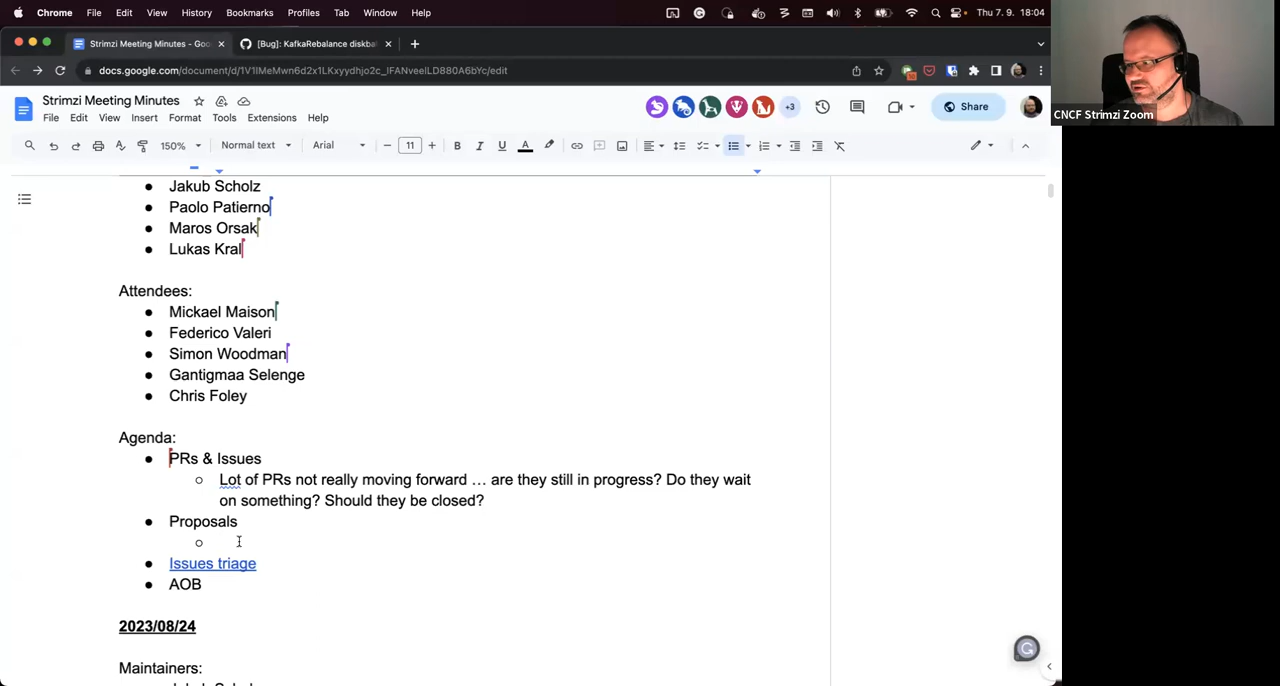 Chrome File Edit View History Bookmarks Profiles Tab Window Help Thu 7. 9. 18:04
Strimzi Meeting Minutes - Goo [Bug]: KafkaRebalance diskbal
docs.google.com/document/d/1V1lMeMwn6d2x1LKxyydhjo2c_lFANveelLD880A6bYc/edit
Strimzi Meeting Minutes
+3
Share
CNCF Strimzi Zoom
File Edit View Insert Format Tools Extensions Help
150% Normal text Arial 11
Jakub Scholz
Paolo Patierno
Maros Orsak
Lukas Kral
Attendees:
Mickael Maison
Federico Valeri
Simon Woodman
Gantigmaa Selenge
Chris Foley
Agenda:
PRs & Issues
Lot of PRs not really moving forward … are they still in progress? Do they wait
on something? Should they be closed?
Proposals
Issues triage
AOB
2023/08/24
Maintainers: